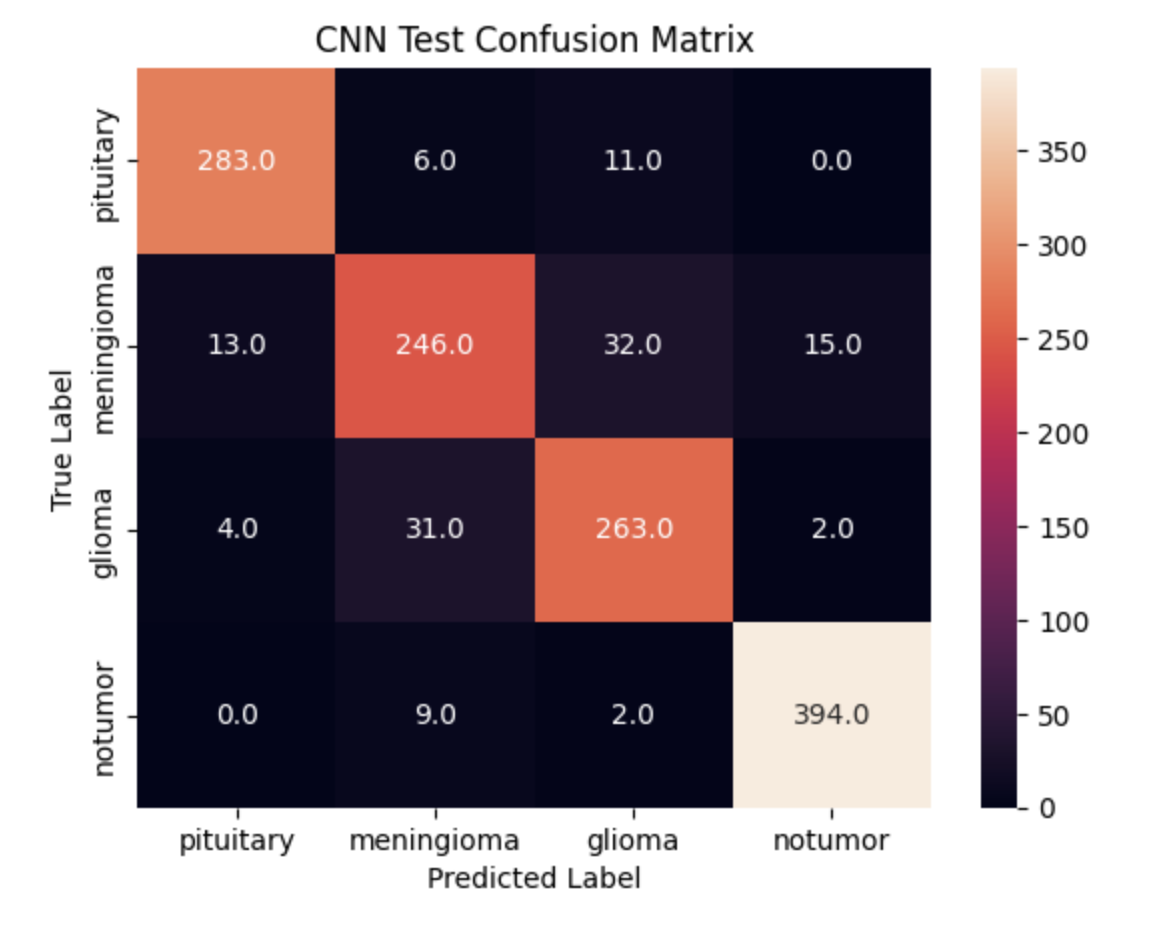 CNN Test Confusion Matrix
True Label
pituitary
283.0 6.0 11.0 0.0
meningioma
13.0 246.0 32.0 15.0
glioma
4.0 31.0 263.0 2.0
notumor
0.0 9.0 2.0 394.0
pituitary meningioma glioma notumor
Predicted Label
350
300
250
200
150
100
50
0